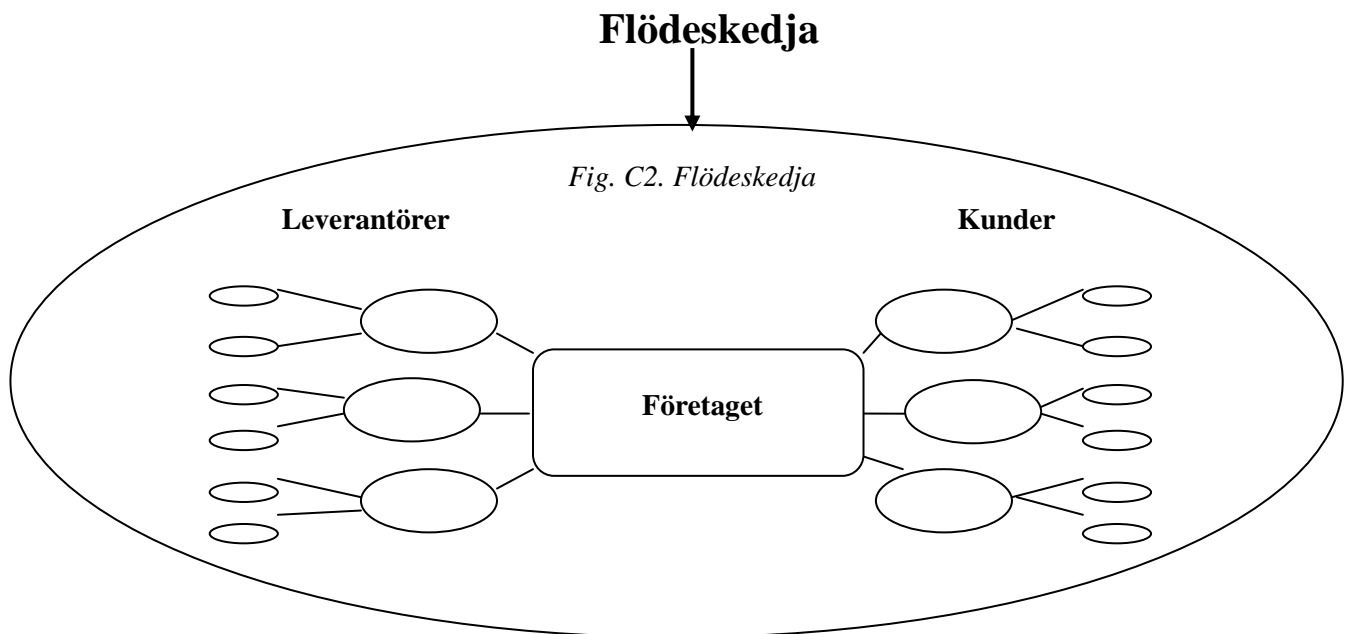 Flödeskedja
Fig. C2. Flödeskedja
Leverantörer
Kunder
Företaget